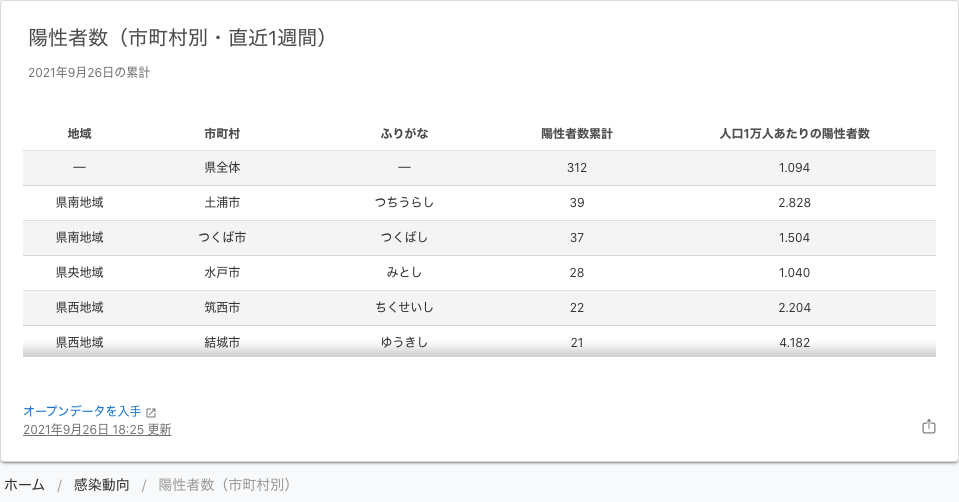 陽性者数（市町村別・直近1週間）
2021年9月26日の累計
地域 市町村 ふりがな 陽性者数累計 人口1万人あたりの陽性者数
― 県全体 ― 312 1.094
県南地域 土浦市 つちうらし 39 2.828
県南地域 つくば市 つくばし 37 1.504
県央地域 水戸市 みとし 28 1.040
県西地域 筑西市 ちくせいし 22 2.204
県西地域 結城市 ゆうきし 21 4.182
オープンデータを入手
2021年9月26日 18:25 更新
ホーム / 感染動向 / 陽性者数（市町村別）